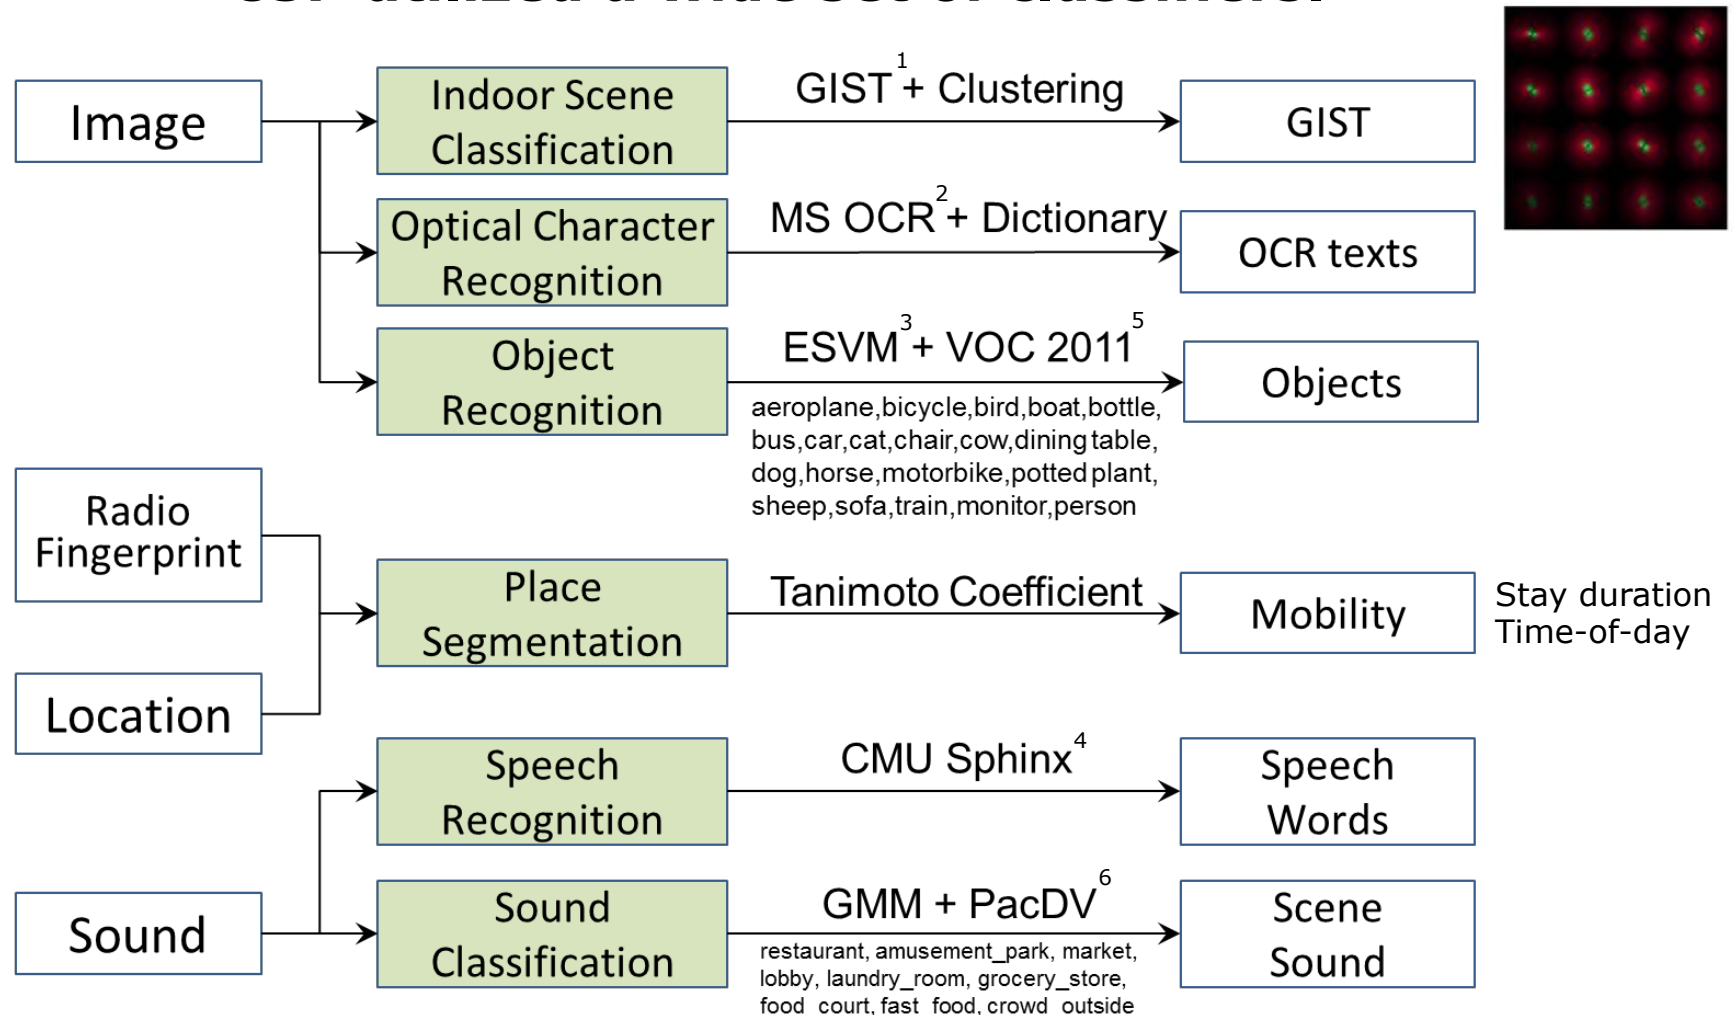 Image
Indoor Scene
Classification
GIST¹+ Clustering
GIST
Optical Character
Recognition
MS OCR²+ Dictionary
OCR texts
Object
Recognition
ESVM³+ VOC 2011⁵
Objects
aeroplane,bicycle,bird,boat,bottle,
bus,car,cat,chair,cow,dining table,
dog,horse,motorbike,potted plant,
sheep,sofa,train,monitor,person
Radio
Fingerprint
Location
Place
Segmentation
Tanimoto Coefficient
Mobility
Stay duration
Time-of-day
Sound
Speech
Recognition
CMU Sphinx⁴
Speech
Words
Sound
Classification
GMM + PacDV⁶
Scene
Sound
restaurant, amusement_park, market,
lobby, laundry_room, grocery_store,
food_court, fast_food, crowd_outside